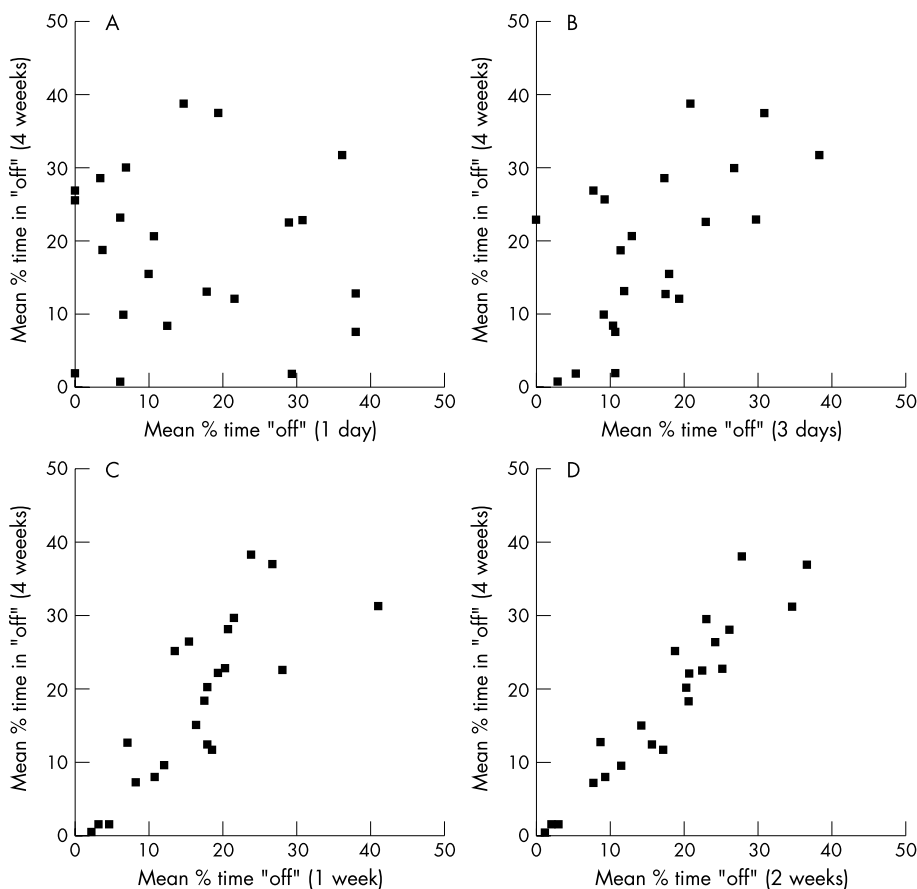 A
50
40
30
20
10
0
Mean % time in "off" (4 weeeks)
0 10 20 30 40 50
Mean % time "off" (1 day)
B
50
40
30
20
10
0
Mean % time in "off" (4 weeeks)
0 10 20 30 40 50
Mean % time "off" (3 days)
C
50
40
30
20
10
0
Mean % time in "off" (4 weeeks)
0 10 20 30 40 50
Mean % time "off" (1 week)
D
50
40
30
20
10
0
Mean % time in "off" (4 weeeks)
0 10 20 30 40 50
Mean % time "off" (2 weeks)